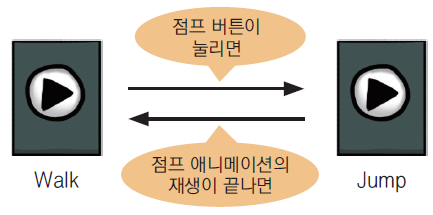 점프 버튼이
눌리면
점프 애니메이션의
재생이 끝나면
Walk
Jump